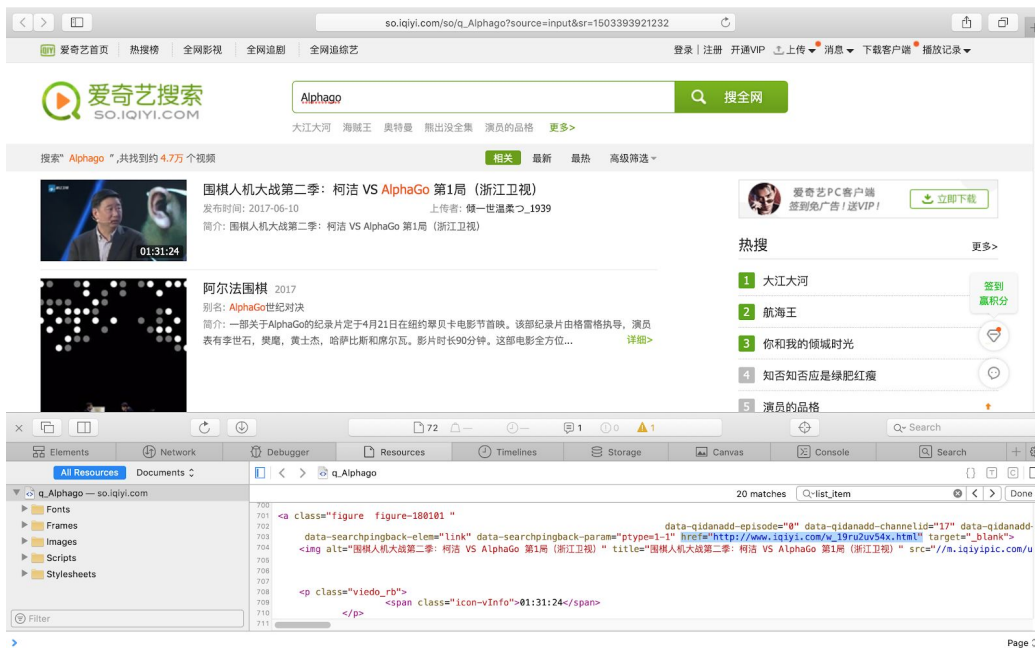 so.iqiyi.com/so/q_Alphago?source=input&sr=1503393921232
爱奇艺首页 热搜榜 全网影视 全网追剧 全网追综艺 登录 | 注册 开通VIP 上传 消息 下载客户端 播放记录
爱奇艺搜索
SO.IQIYI.COM
Alphago 搜全网
大江大河 海贼王 奥特曼 熊出没全集 演员的品格 更多>
搜索" Alphago ",共找到约 4.7万 个视频 相关 最新 最热 高级筛选
围棋人机大战第二季：柯洁 VS AlphaGo 第1局（浙江卫视）
发布时间: 2017-06-10 上传者: 倾一世温柔つ_1939
简介: 围棋人机大战第二季：柯洁 VS AlphaGo 第1局（浙江卫视）
01:31:24
阿尔法围棋 2017
别名: AlphaGo世纪对决
简介: 一部关于AlphaGo的纪录片定于4月21日在纽约翠贝卡电影节首映。该部纪录片由格雷格执导，演员
表有李世石，樊麾，黄士杰，哈萨比斯和席尔瓦。影片时长90分钟。这部电影全方位... 详细>
爱奇艺PC客户端
签到免广告!送VIP!
立即下载
热搜 更多>
1 大江大河
2 航海王
3 你和我的倾城时光
4 知否知否应是绿肥红瘦
5 演员的品格
签到
赢积分
72 — — 1 0 1 Search
Elements Network Debugger Resources Timelines Storage Canvas Console Search
All Resources Documents q_Alphago
q_Alphago — so.iqiyi.com 20 matches list_item Done
Fonts
Frames
Images
Scripts
Stylesheets
Filter
700
701 <a class="figure figure-180101 "
702 data-qidanadd-episode="0" data-qidanadd-channelid="17" data-qidanadd-
703 data-searchpingback-elem="link" data-searchpingback-param="ptype=1-1" href="http://www.iqiyi.com/w_19ru2uv54x.html" target="_blank">
704 <img alt="围棋人机大战第二季：柯洁 VS AlphaGo 第1局（浙江卫视）" title="围棋人机大战第二季：柯洁 VS AlphaGo 第1局（浙江卫视）" src="//m.iqiyipic.com/u
705
706
707
708 <p class="viedo_rb">
709 <span class="icon-vInfo">01:31:24</span>
710 </p>
711
Page